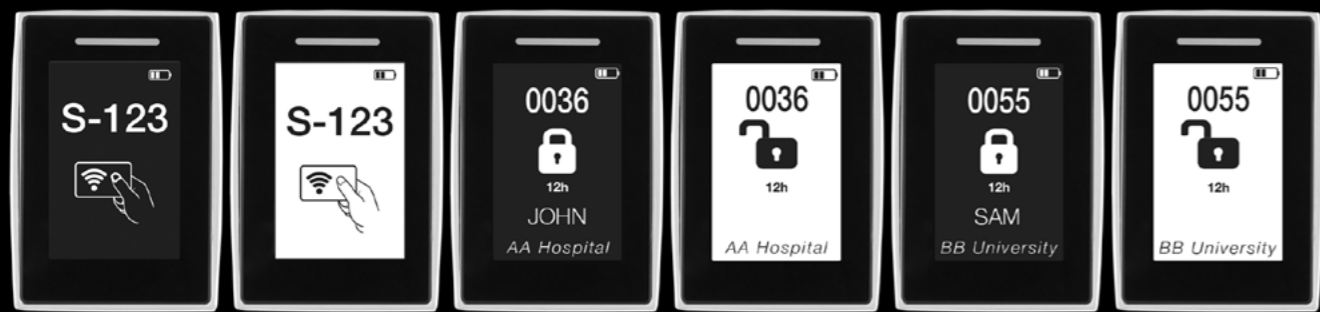 S-123
S-123
0036
12h
JOHN
AA Hospital
0036
12h
AA Hospital
0055
12h
SAM
BB University
0055
12h
BB University